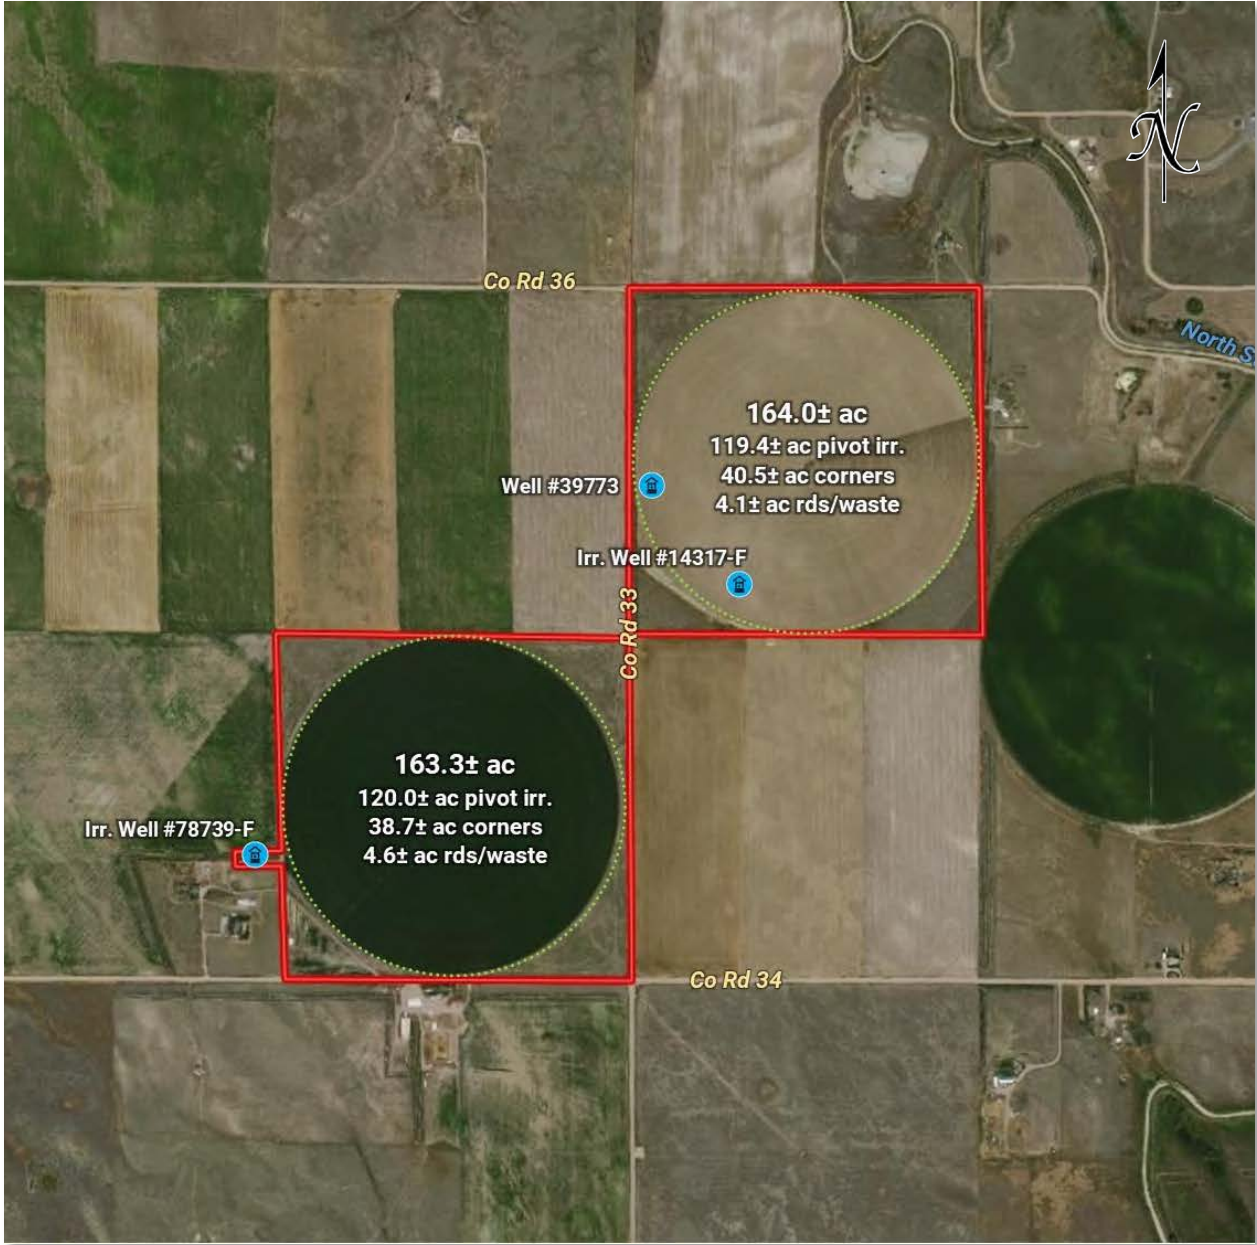 N
Co Rd 36
North S
164.0± ac
119.4± ac pivot irr.
40.5± ac corners
4.1± ac rds/waste
Well #39773
Irr. Well #14317-F
Co Rd 33
163.3± ac
120.0± ac pivot irr.
38.7± ac corners
4.6± ac rds/waste
Irr. Well #78739-F
Co Rd 34